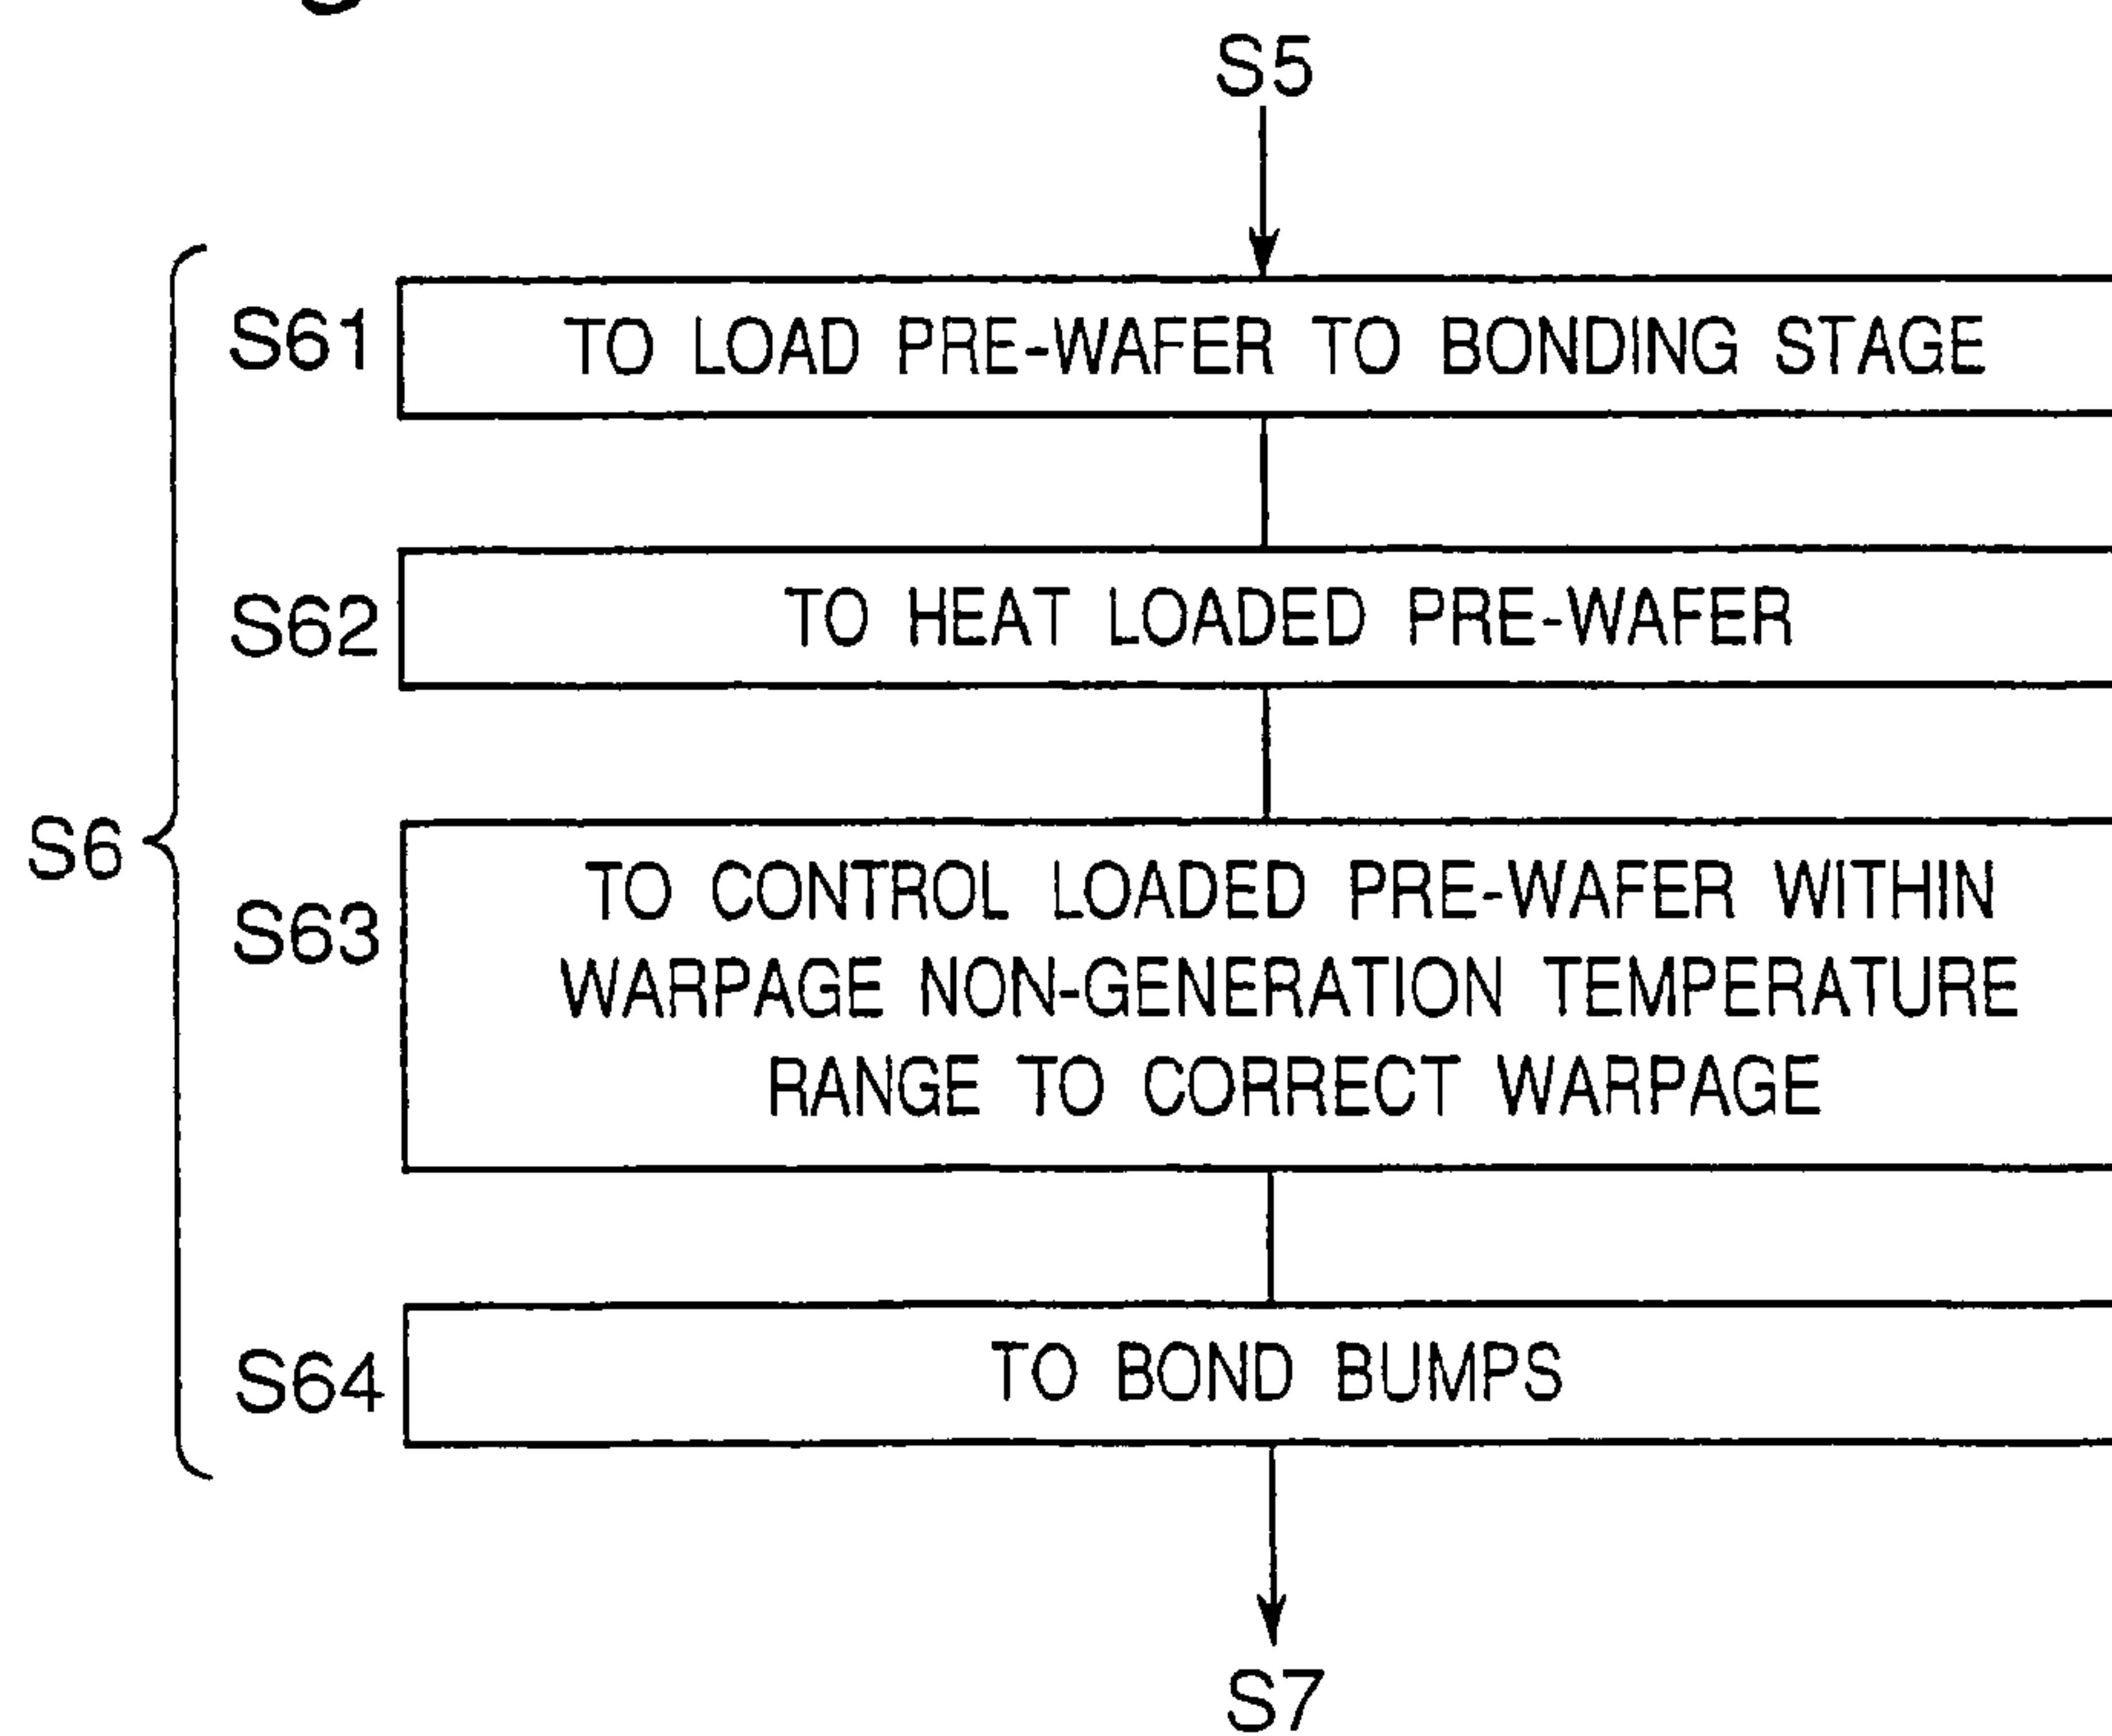 S5
S61 TO LOAD PRE-WAFER TO BONDING STAGE
S62 TO HEAT LOADED PRE-WAFER
S6
S63 TO CONTROL LOADED PRE-WAFER WITHIN
WARPAGE NON-GENERATION TEMPERATURE
RANGE TO CORRECT WARPAGE
S64 TO BOND BUMPS
S7